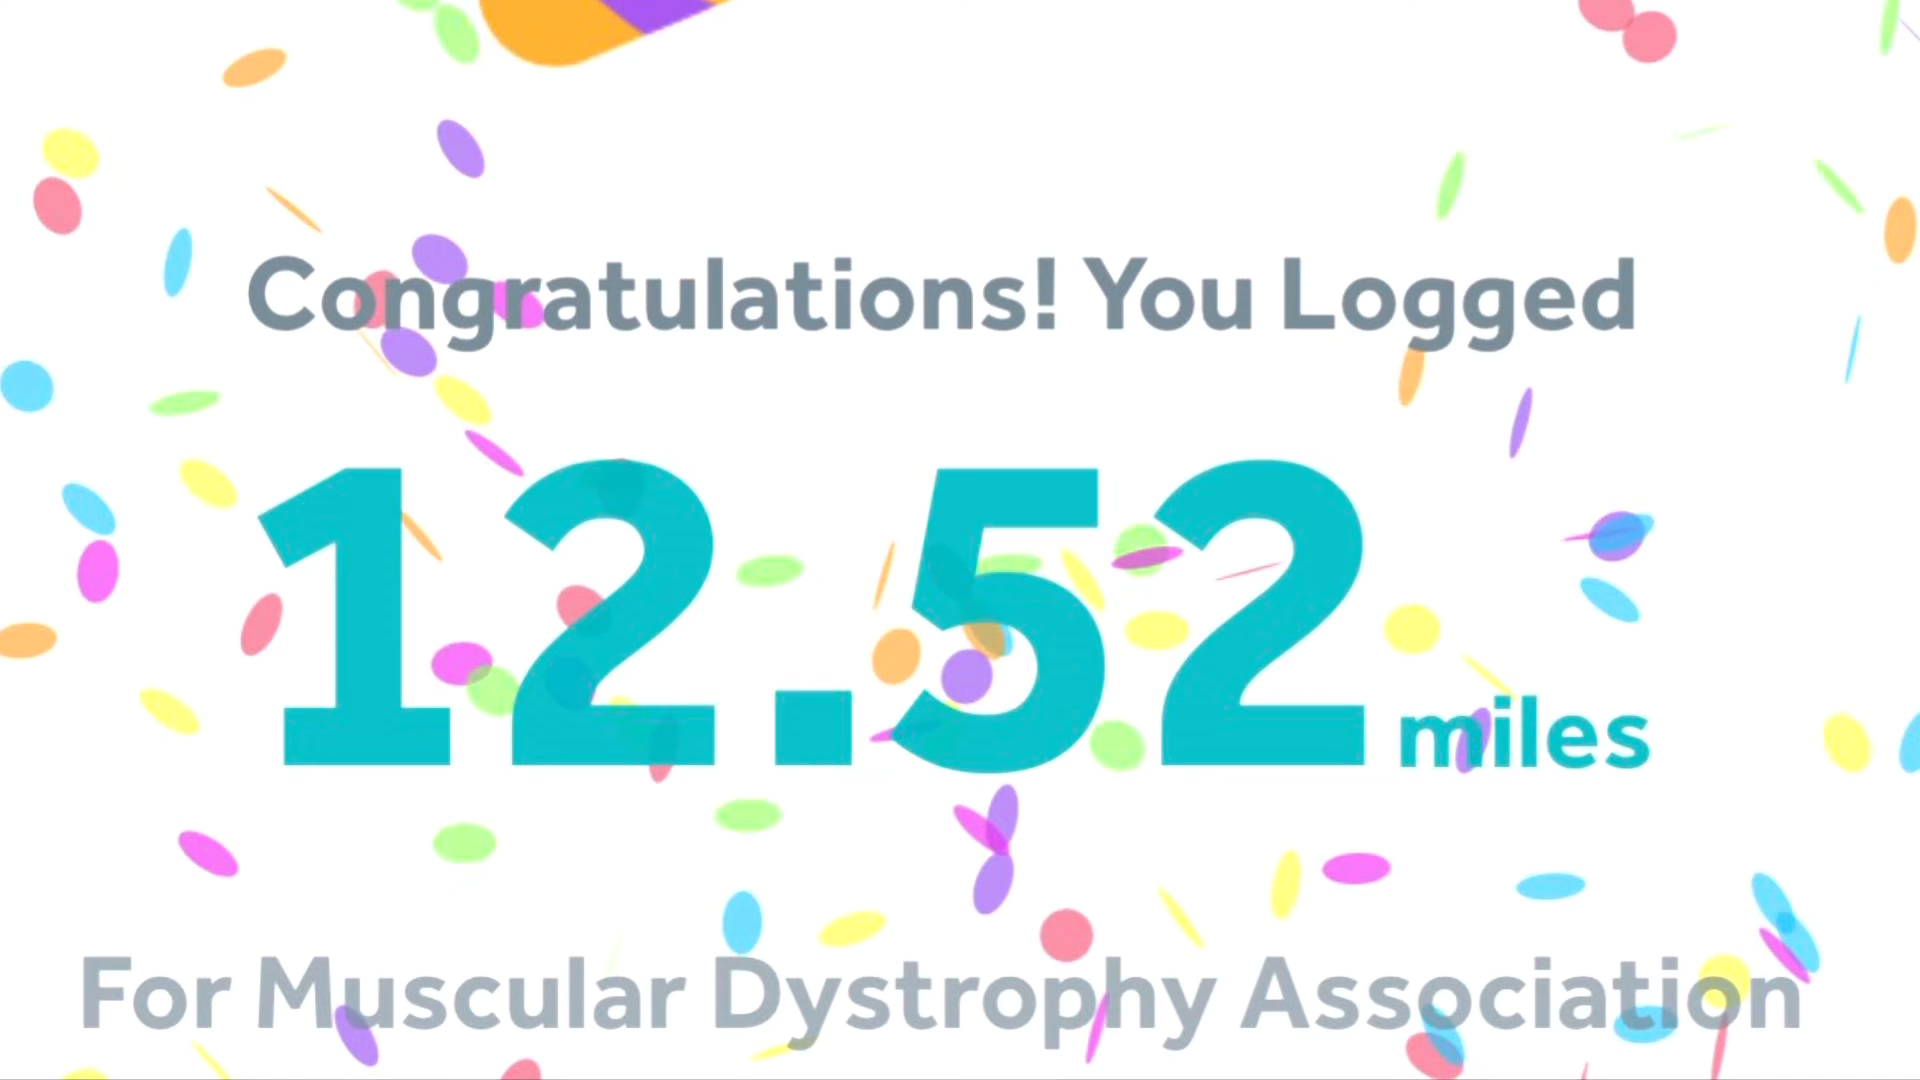 Congratulations! You Logged
12.52 miles
For Muscular Dystrophy Association